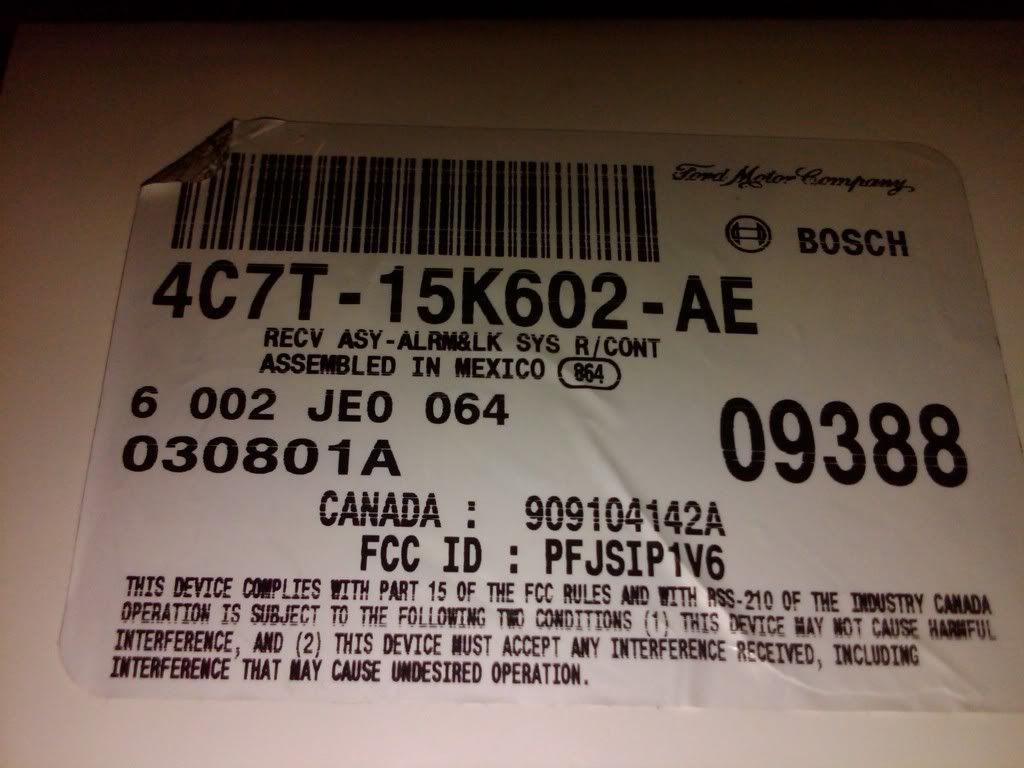 Ford Motor Company
BOSCH
4C7T-15K602-AE
RECV ASY-ALRM&LK SYS R/CONT
ASSEMBLED IN MEXICO 864
6 002 JE0 064
030801A
09388
CANADA : 909104142A
FCC ID : PFJSIP1V6
THIS DEVICE COMPLIES WITH PART 15 OF THE FCC RULES AND WITH RSS-210 OF THE INDUSTRY CANADA
OPERATION IS SUBJECT TO THE FOLLOWING TWO CONDITIONS (1) THIS DEVICE MAY NOT CAUSE HARMFUL
INTERFERENCE, AND (2) THIS DEVICE MUST ACCEPT ANY INTERFERENCE RECEIVED, INCLUDING
INTERFERENCE THAT MAY CAUSE UNDESIRED OPERATION.